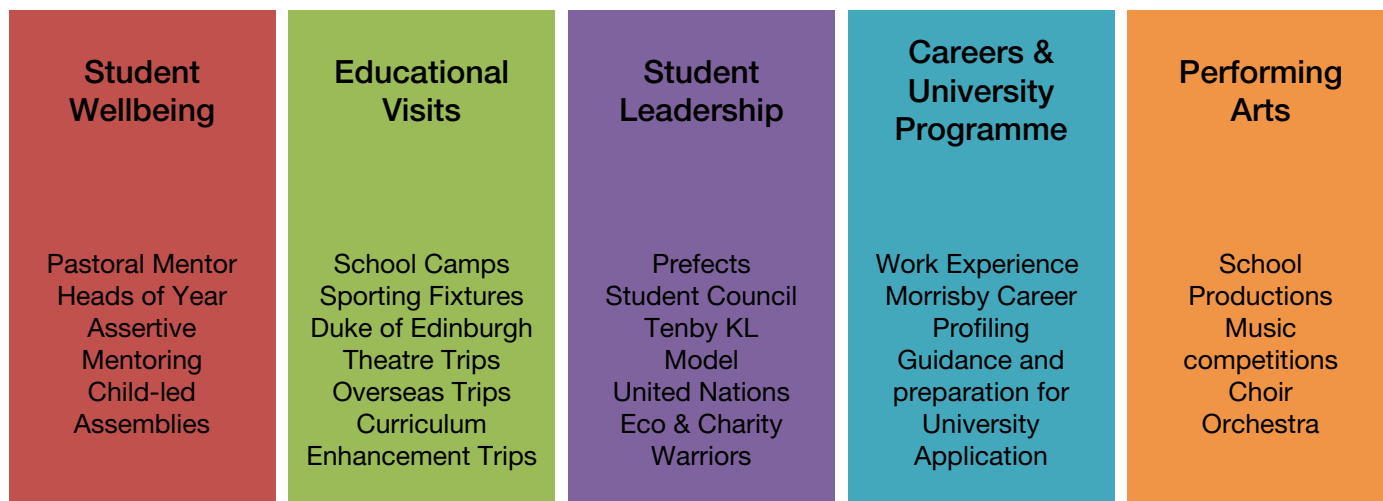 Student
Wellbeing
Pastoral Mentor
Heads of Year
Assertive
Mentoring
Child-led
Assemblies
Educational
Visits
School Camps
Sporting Fixtures
Duke of Edinburgh
Theatre Trips
Overseas Trips
Curriculum
Enhancement Trips
Student
Leadership
Prefects
Student Council
Tenby KL
Model
United Nations
Eco & Charity
Warriors
Careers &
University
Programme
Work Experience
Morrisby Career
Profiling
Guidance and
preparation for
University
Application
Performing
Arts
School
Productions
Music
competitions
Choir
Orchestra